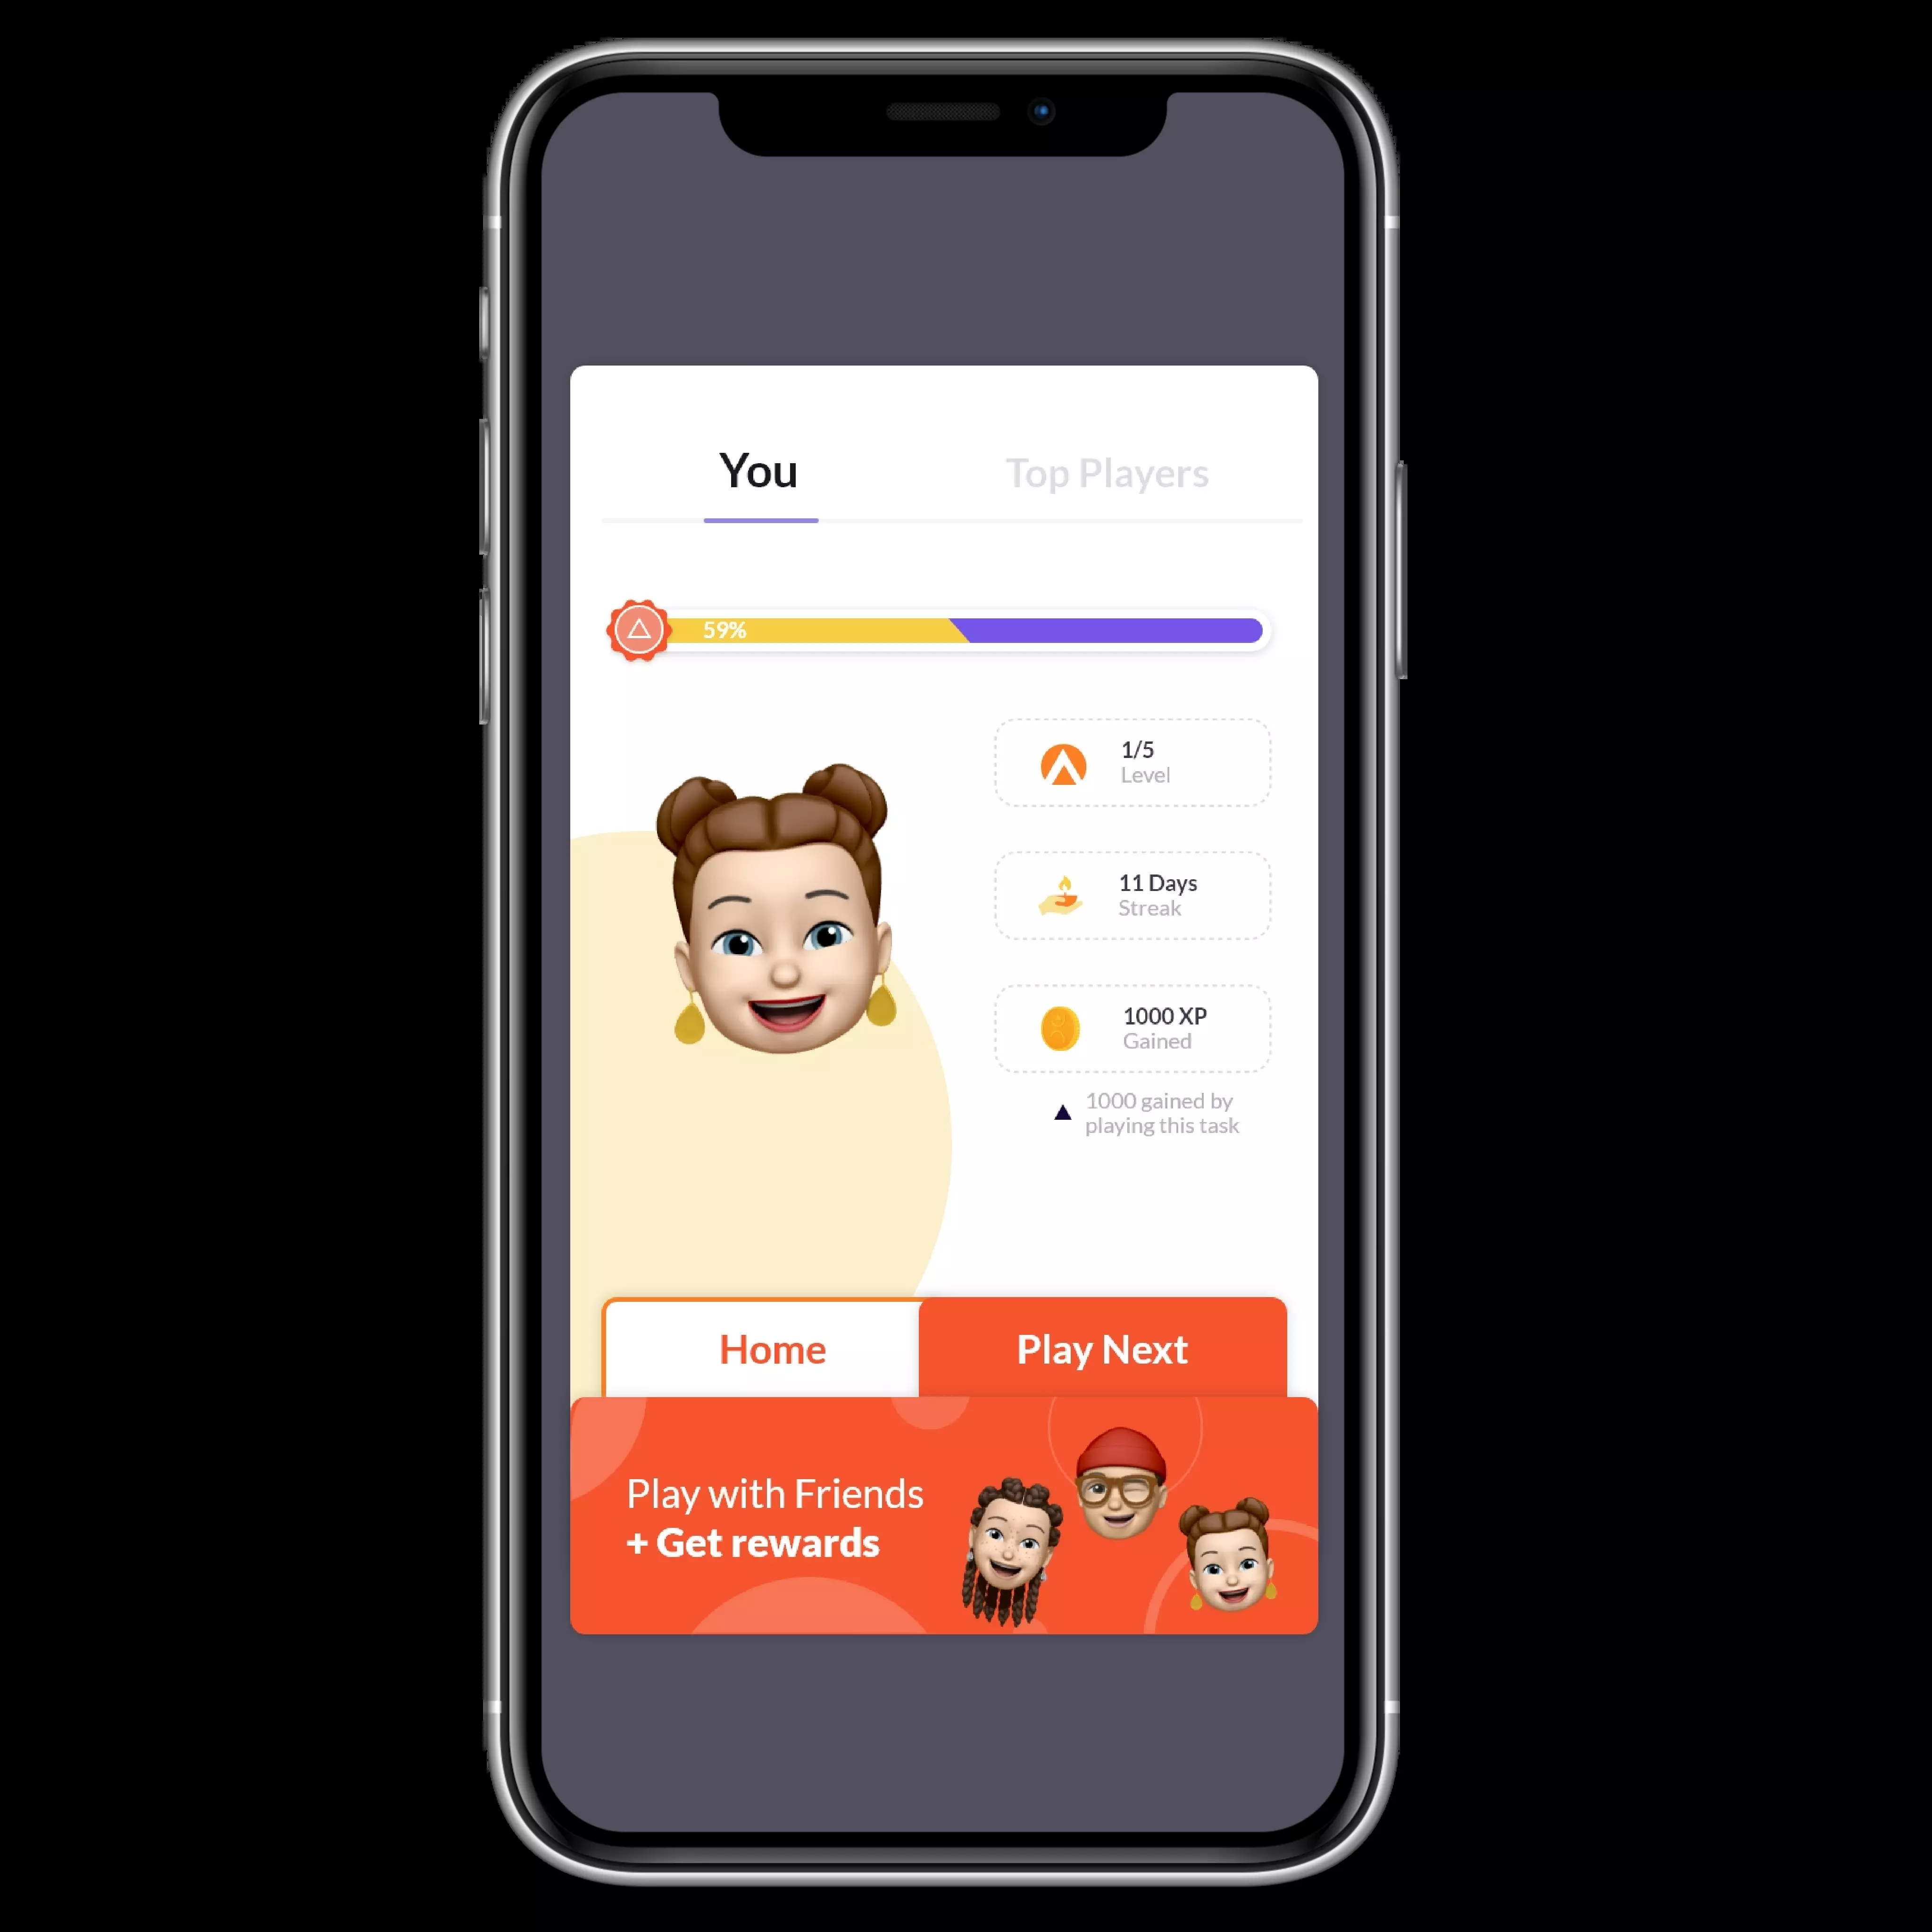 You
Top Players
59%
1/5
Level
11 Days
Streak
1000 XP
Gained
1000 gained by
playing this task
Home
Play Next
Play with Friends
+ Get rewards